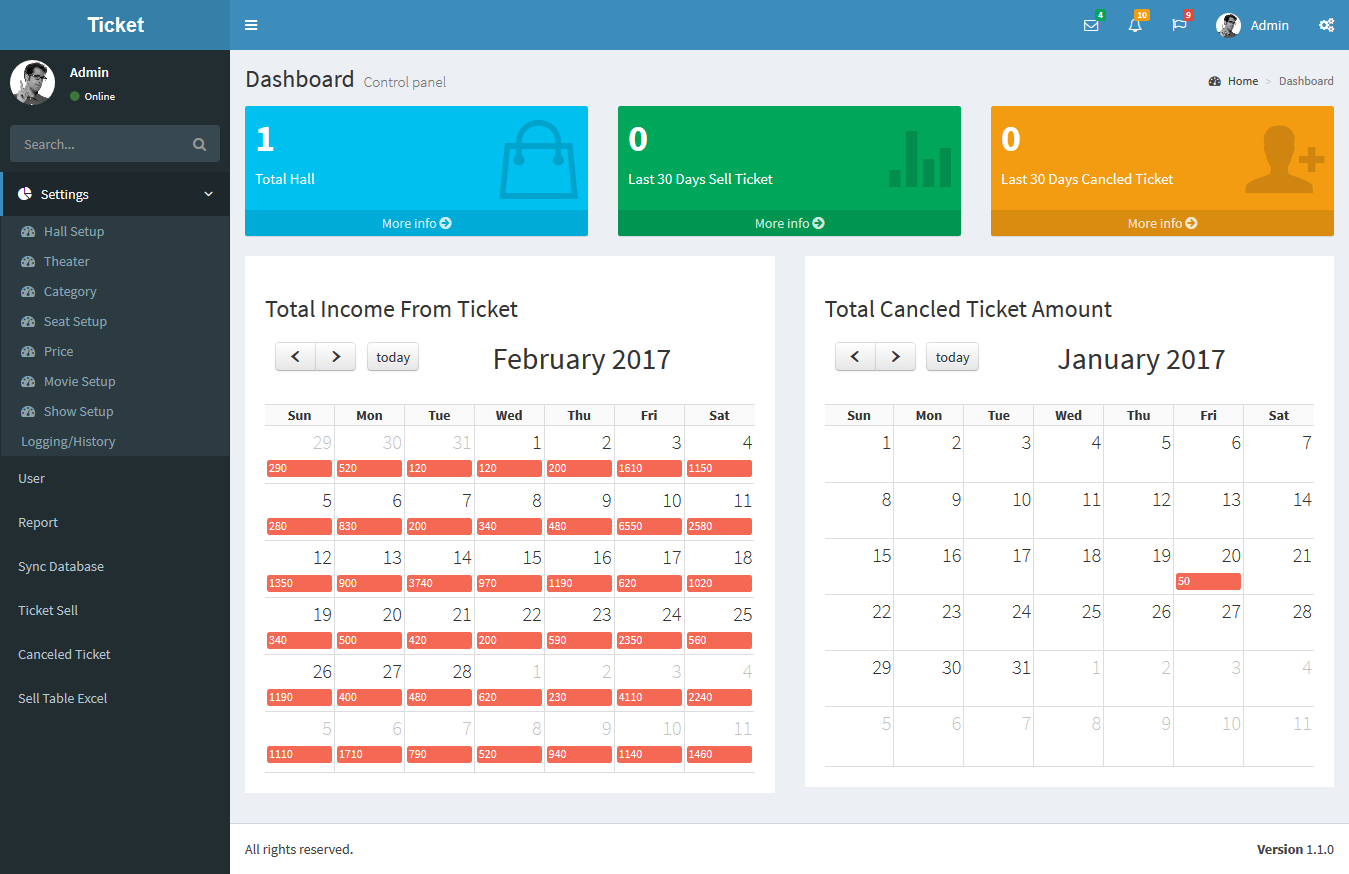 Ticket
4
10
9
Admin
Admin
Online
Search...
Settings
Hall Setup
Theater
Category
Seat Setup
Price
Movie Setup
Show Setup
Logging/History
User
Report
Sync Database
Ticket Sell
Canceled Ticket
Sell Table Excel
Dashboard Control panel
Home > Dashboard
1
Total Hall
More info
0
Last 30 Days Sell Ticket
More info
0
Last 30 Days Cancled Ticket
More info
Total Income From Ticket
today
February 2017
Sun Mon Tue Wed Thu Fri Sat
29 30 31 1 2 3 4
290 520 120 120 200 1610 1150
5 6 7 8 9 10 11
280 830 200 340 480 6550 2580
12 13 14 15 16 17 18
1350 900 3740 970 1190 620 1020
19 20 21 22 23 24 25
340 500 420 200 590 2350 560
26 27 28 1 2 3 4
1190 400 480 620 230 4110 2240
5 6 7 8 9 10 11
1110 1710 790 520 940 1140 1460
Total Cancled Ticket Amount
today
January 2017
Sun Mon Tue Wed Thu Fri Sat
1 2 3 4 5 6 7
8 9 10 11 12 13 14
15 16 17 18 19 20 21
50
22 23 24 25 26 27 28
29 30 31 1 2 3 4
5 6 7 8 9 10 11
All rights reserved.
Version 1.1.0